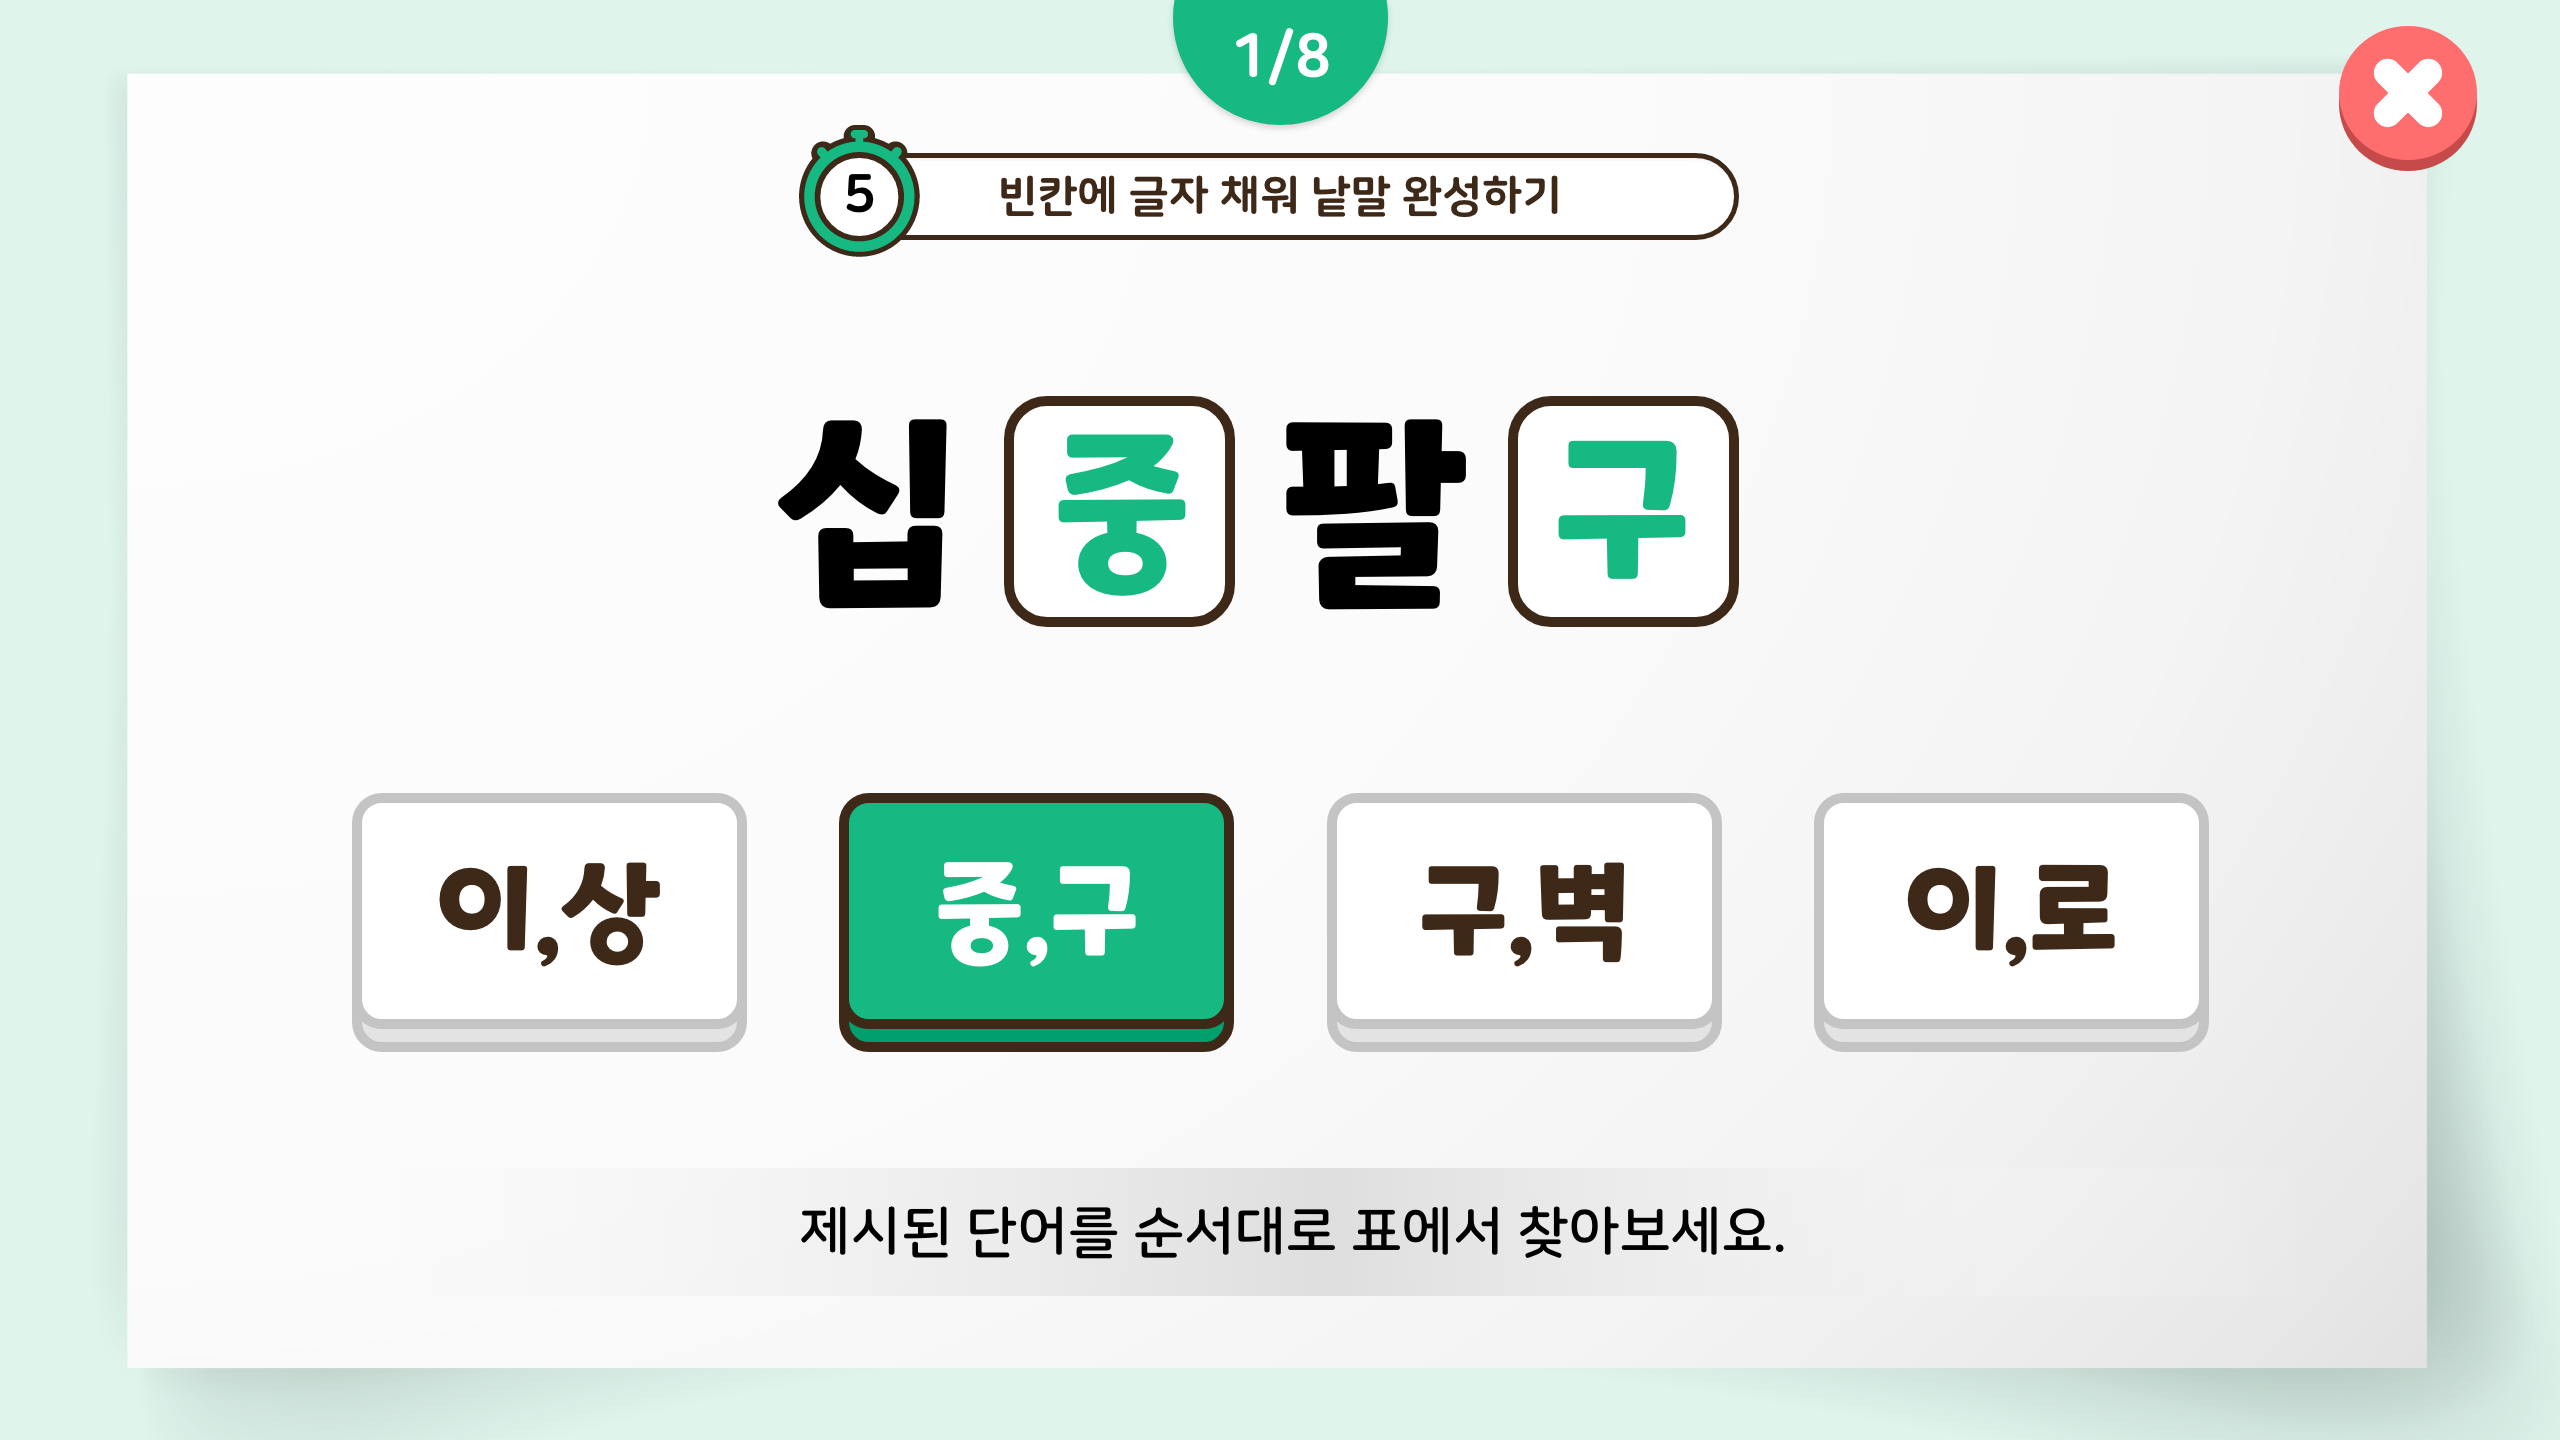 1/8
5
빈칸에 글자 채워 낱말 완성하기
십 중 팔 구
이,상
중,구
구,벽
이,로
제시된 단어를 순서대로 표에서 찾아보세요.